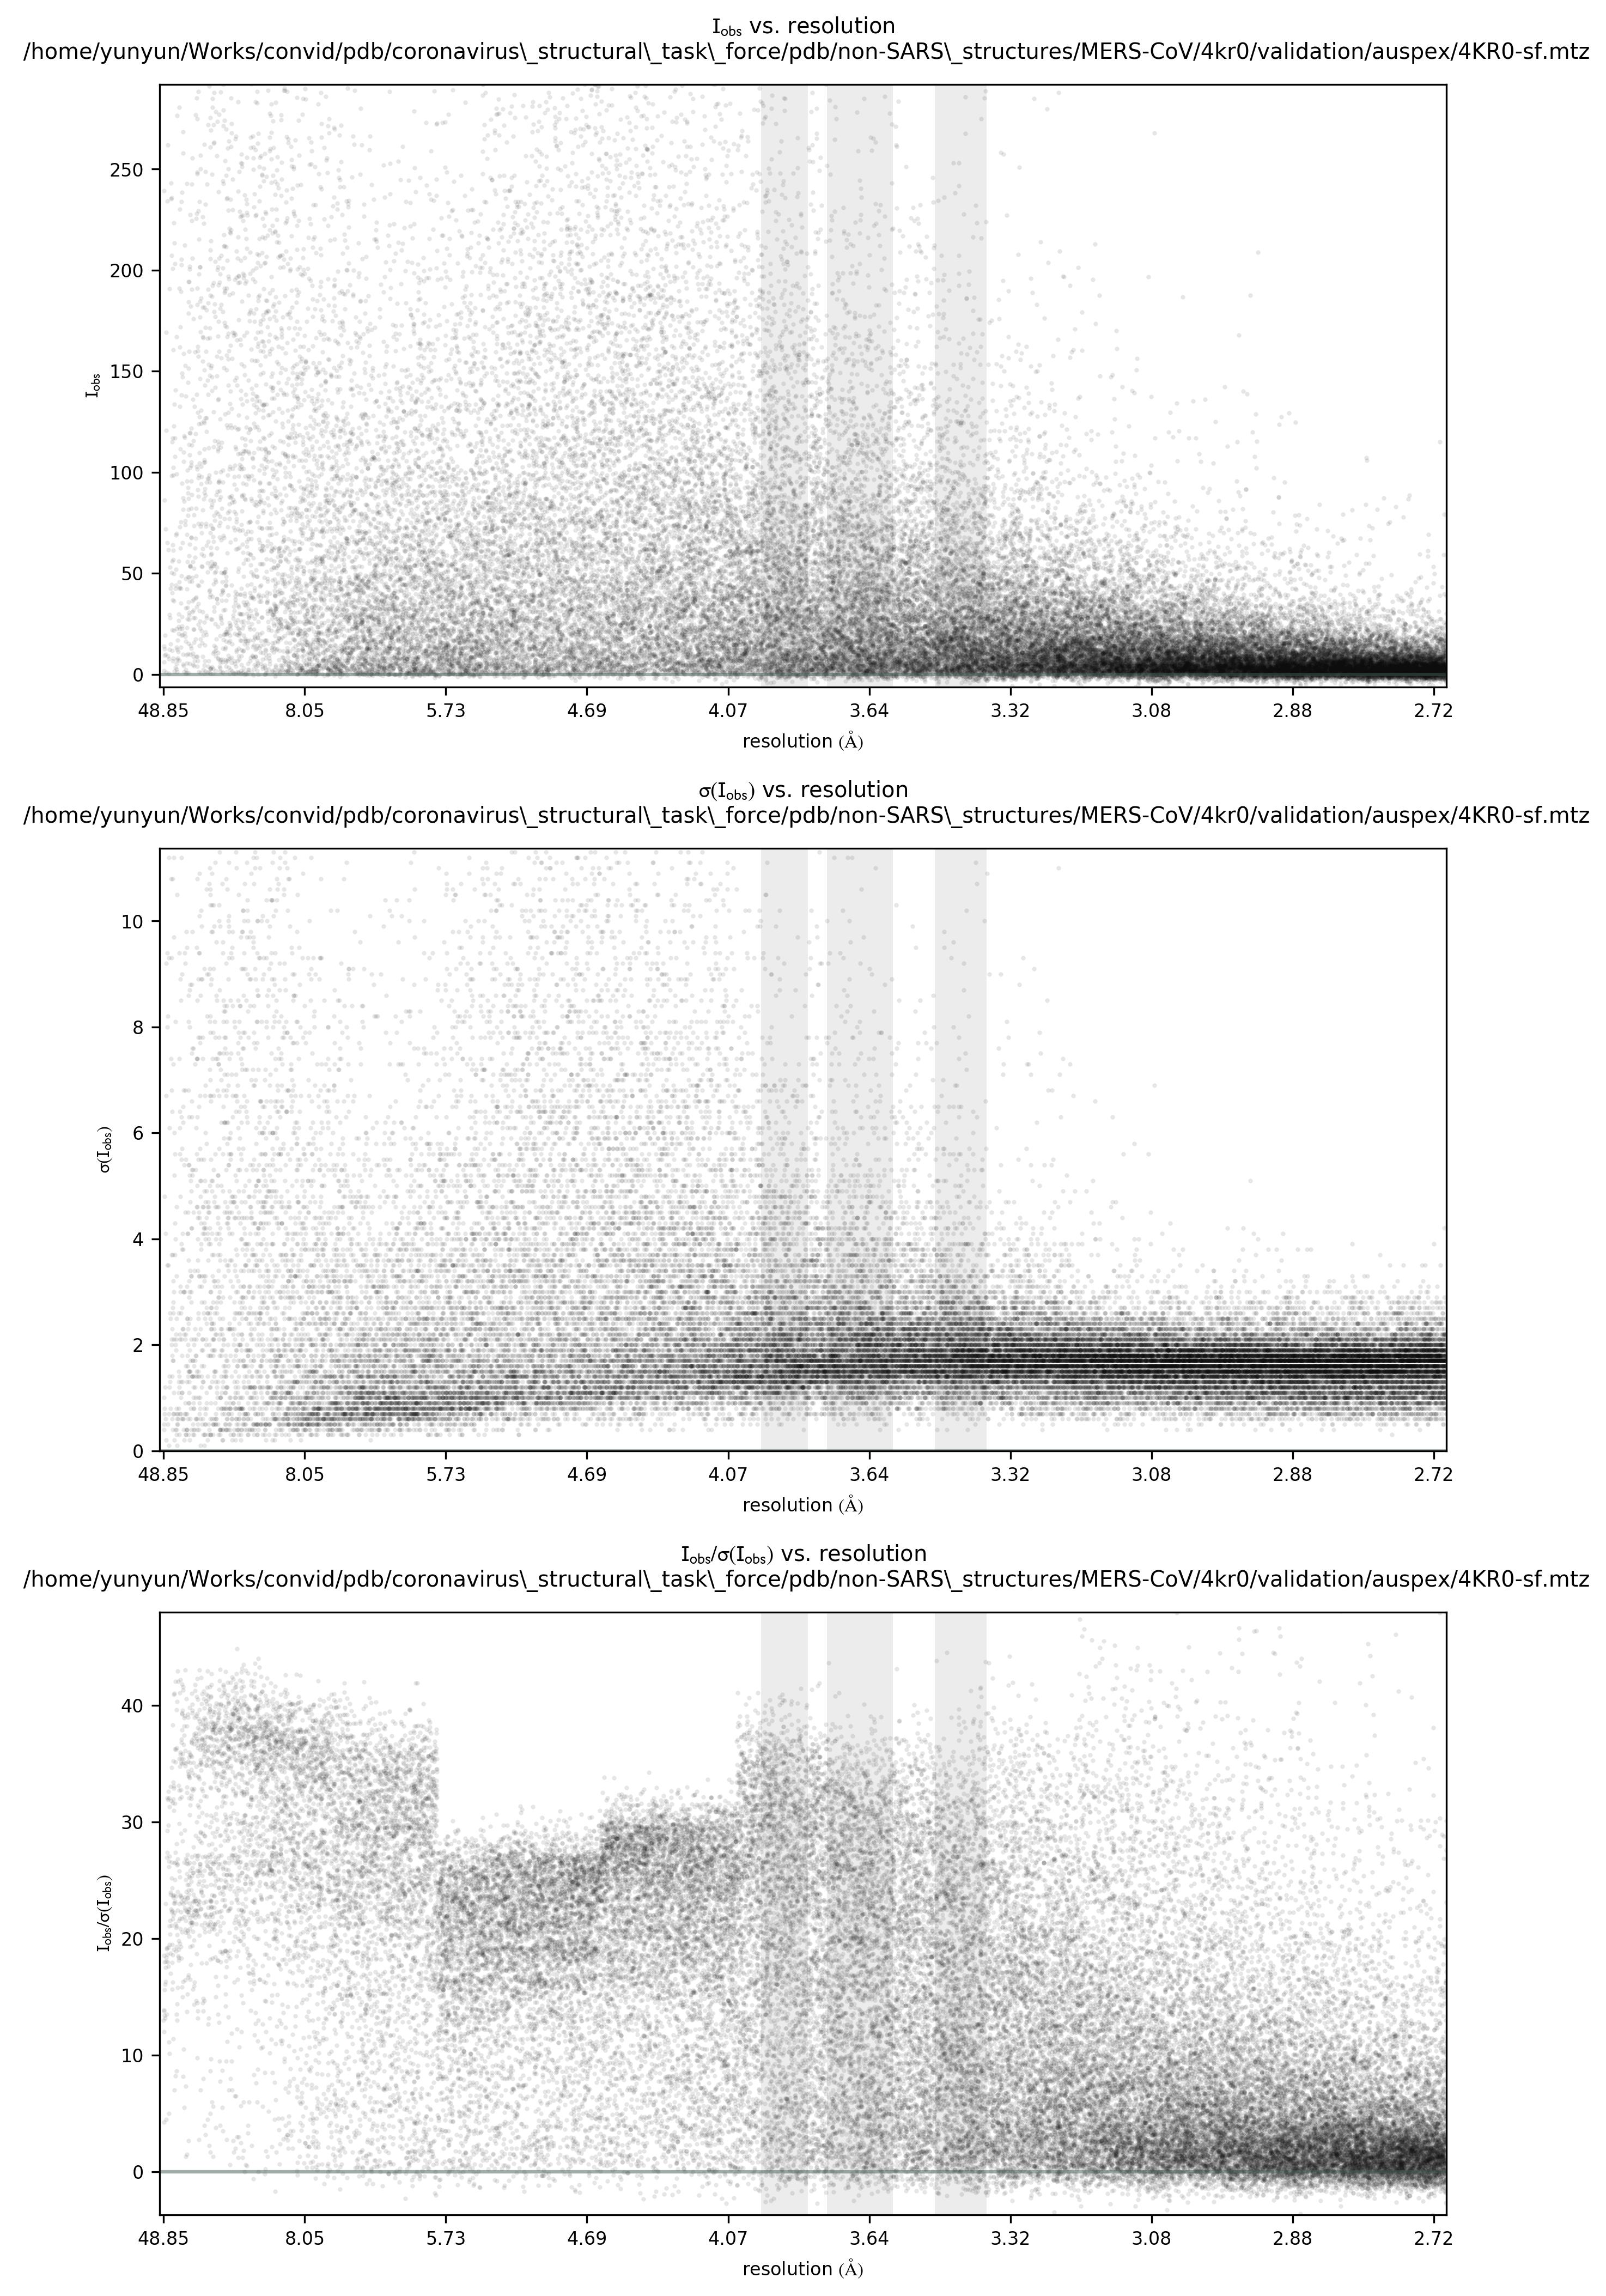 Iobs vs. resolution
/home/yunyun/Works/convid/pdb/coronavirus\_structural\_task\_force/pdb/non-SARS\_structures/MERS-CoV/4kr0/validation/auspex/4KR0-sf.mtz
250
200
150
100
50
0
Iobs
48.85 8.05 5.73 4.69 4.07 3.64 3.32 3.08 2.88 2.72
resolution (Å)
σ(Iobs) vs. resolution
/home/yunyun/Works/convid/pdb/coronavirus\_structural\_task\_force/pdb/non-SARS\_structures/MERS-CoV/4kr0/validation/auspex/4KR0-sf.mtz
10
8
6
4
2
0
σ(Iobs)
48.85 8.05 5.73 4.69 4.07 3.64 3.32 3.08 2.88 2.72
resolution (Å)
Iobs/σ(Iobs) vs. resolution
/home/yunyun/Works/convid/pdb/coronavirus\_structural\_task\_force/pdb/non-SARS\_structures/MERS-CoV/4kr0/validation/auspex/4KR0-sf.mtz
40
30
20
10
0
Iobs/σ(Iobs)
48.85 8.05 5.73 4.69 4.07 3.64 3.32 3.08 2.88 2.72
resolution (Å)